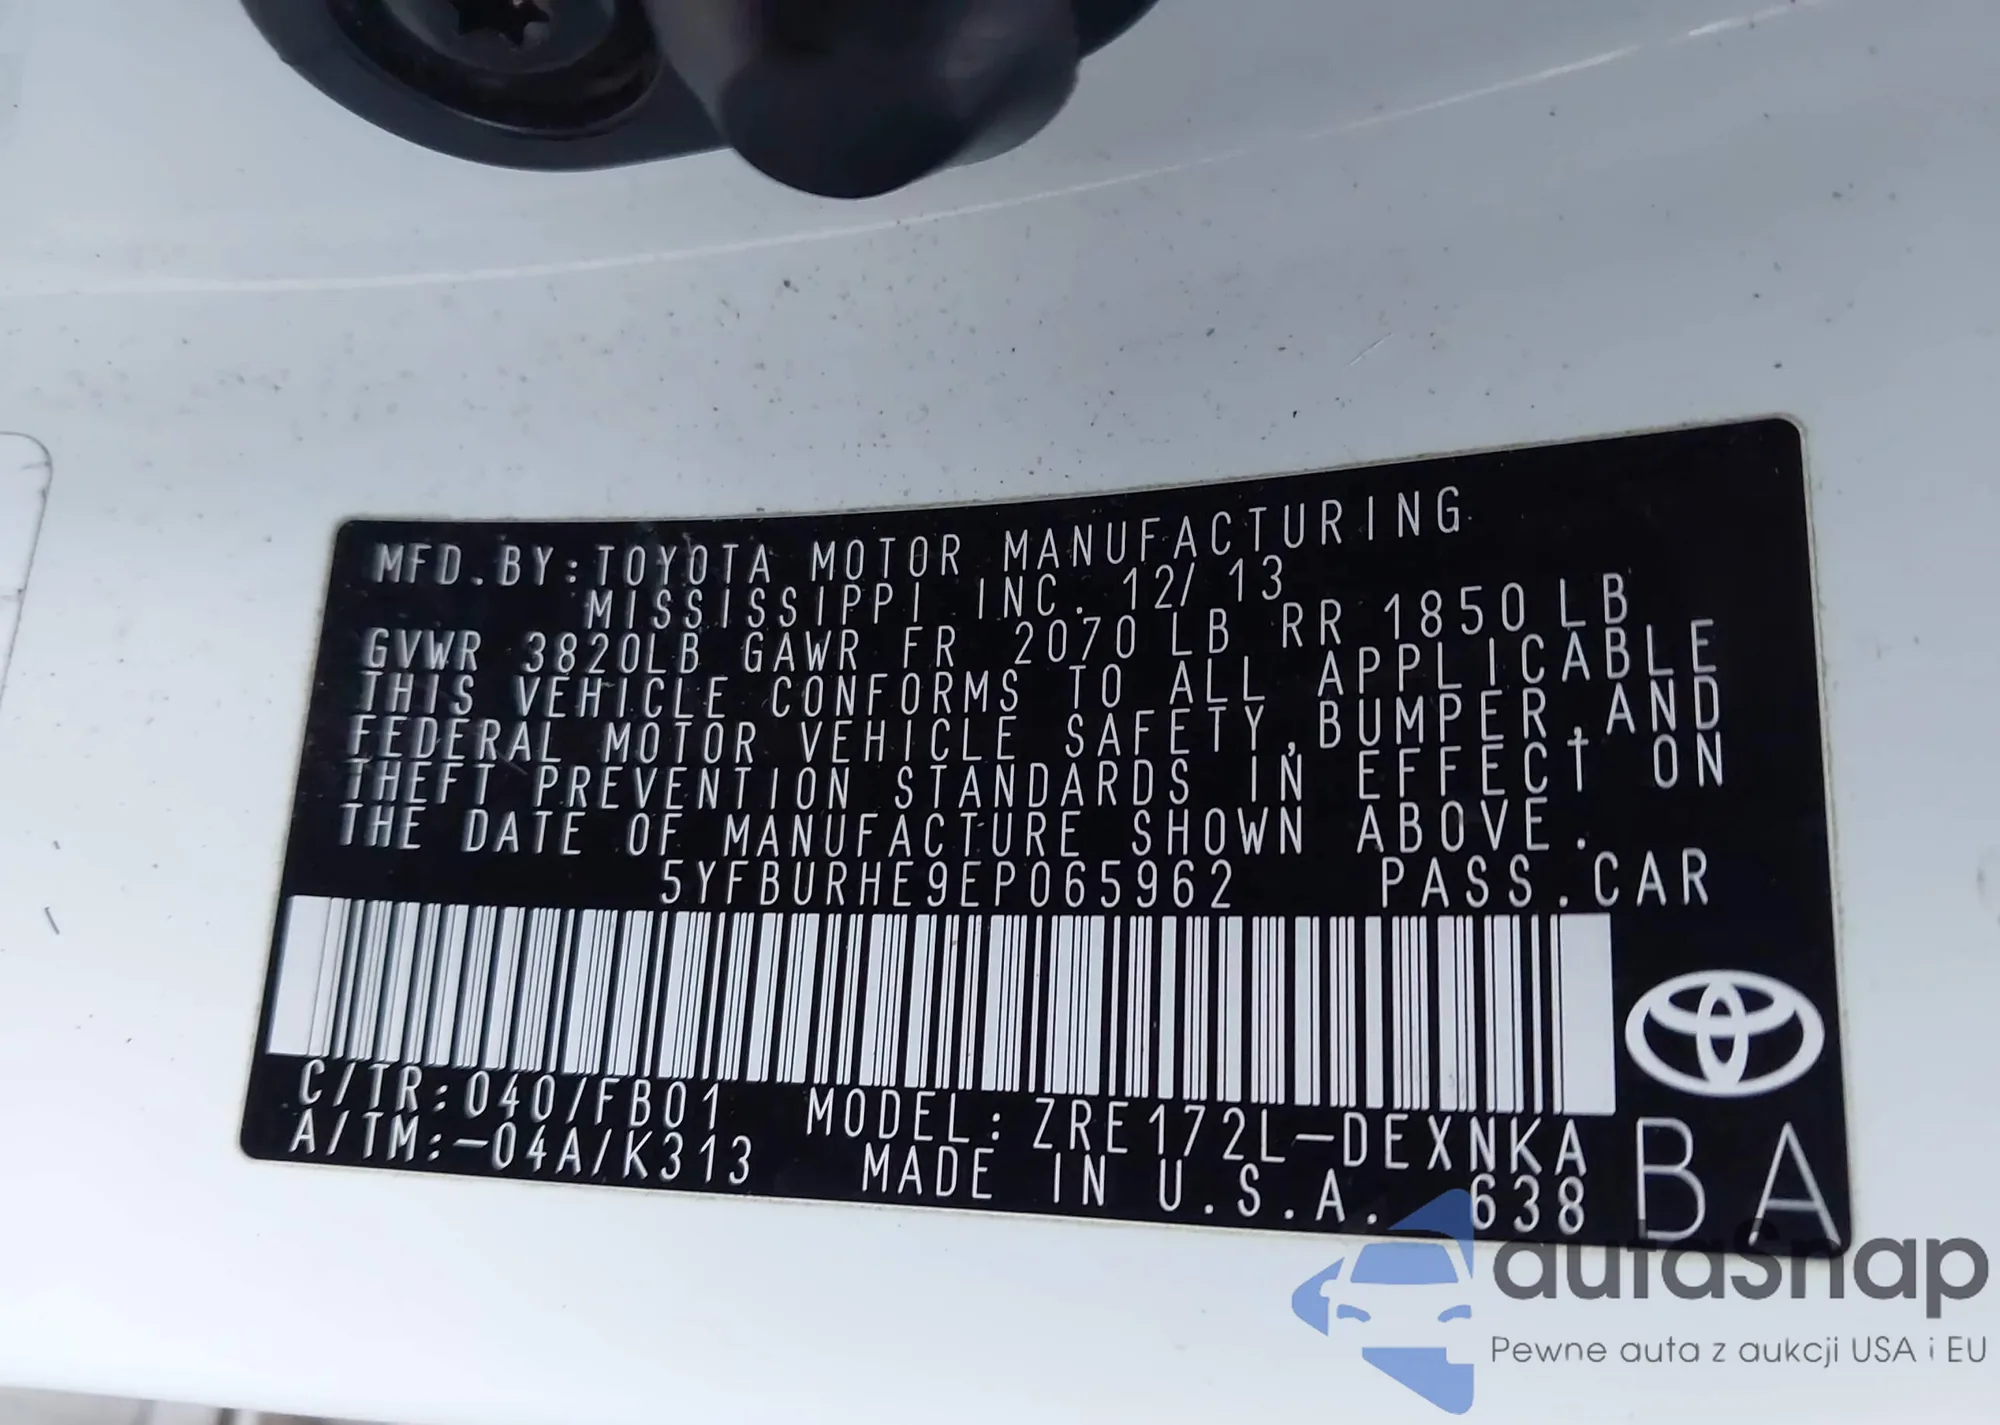 MFD.BY:TOYOTA MOTOR MANUFACTURING
MISSISSIPPI INC. 12/13
GVWR 3820LB GAWR FR 2070 LB RR 1850 LB
THIS VEHICLE CONFORMS TO ALL APPLICABLE
FEDERAL MOTOR VEHICLE SAFETY,BUMPER,AND
THEFT PREVENTION STANDARDS IN EFFECT ON
THE DATE OF MANUFACTURE SHOWN ABOVE.
5YFBURHE9EP065962 PASS.CAR
C/TR:040/FB01 MODEL:ZRE172L-DEXNKA
A/TM:-04A/K313 MADE IN U.S.A. 638
BA
autaSnap
Pewne auta z aukcji USA i EU